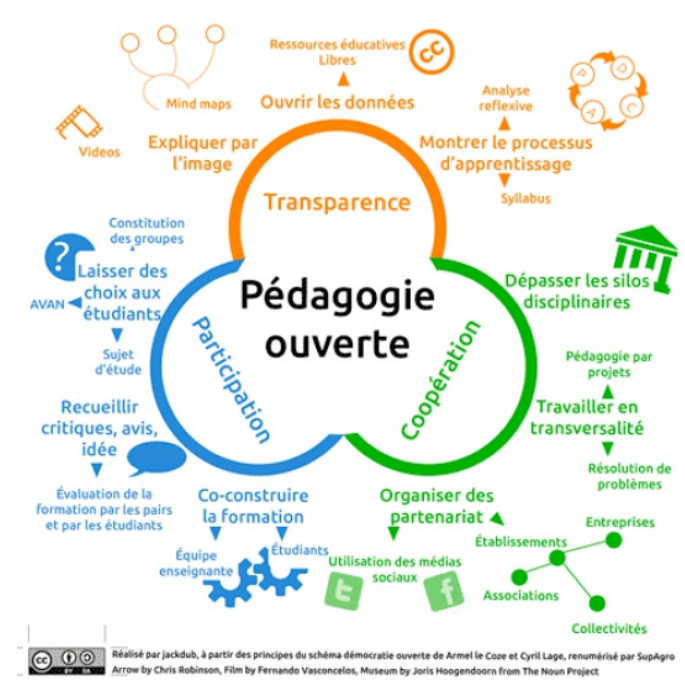 Ressources éducatives
Libres
cc
Mind maps
Ouvrir les données
Analyse
réflexive
P
D
C
A
Videos
Expliquer par
l'image
Montrer le processus
d'apprentissage
Syllabus
Transparence
Constitution
des groupes
?
Laisser des
choix aux
étudiants
AVAN
Sujet
d'étude
Pédagogie
ouverte
Participation
Coopération
Dépasser les silos
disciplinaires
Pédagogie par
projets
Travailler en
transversalité
Résolution de
problèmes
Recueillir
critiques, avis,
idée
Évaluation de la
formation par les pairs
et par les étudiants
Co-construire
la formation
Équipe
enseignante
Étudiants
Organiser des
partenariat
Utilisation des médias
sociaux
t
f
Établissements
Entreprises
Associations
Collectivités
cc
BY
Réalisé par jackdub, à partir des principes du schéma démocratie ouverte de Armel le Coze et Cyril Lage, renumérisé par SupAgro
Arrow by Chris Robinson, Film by Fernando Vasconcelos, Museum by Joris Hoogendoorn from The Noun Project